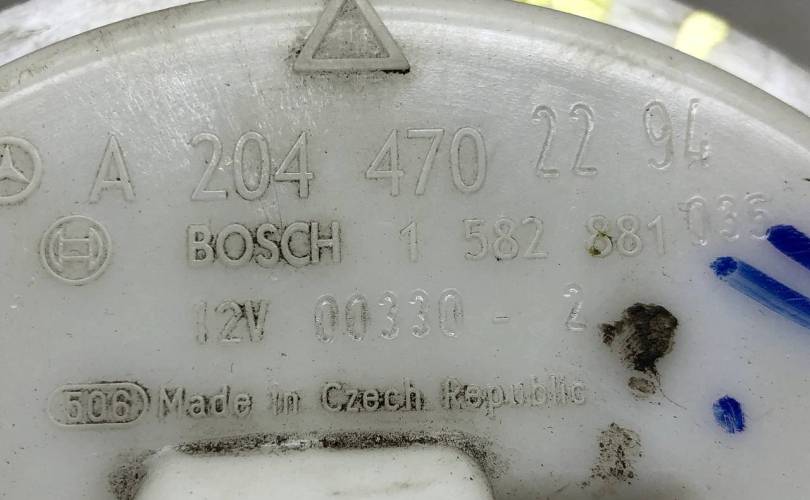 A 204 470 22 94
BOSCH 1 582 881 035
12V 00330 - 2
506 Made in Czech Republic